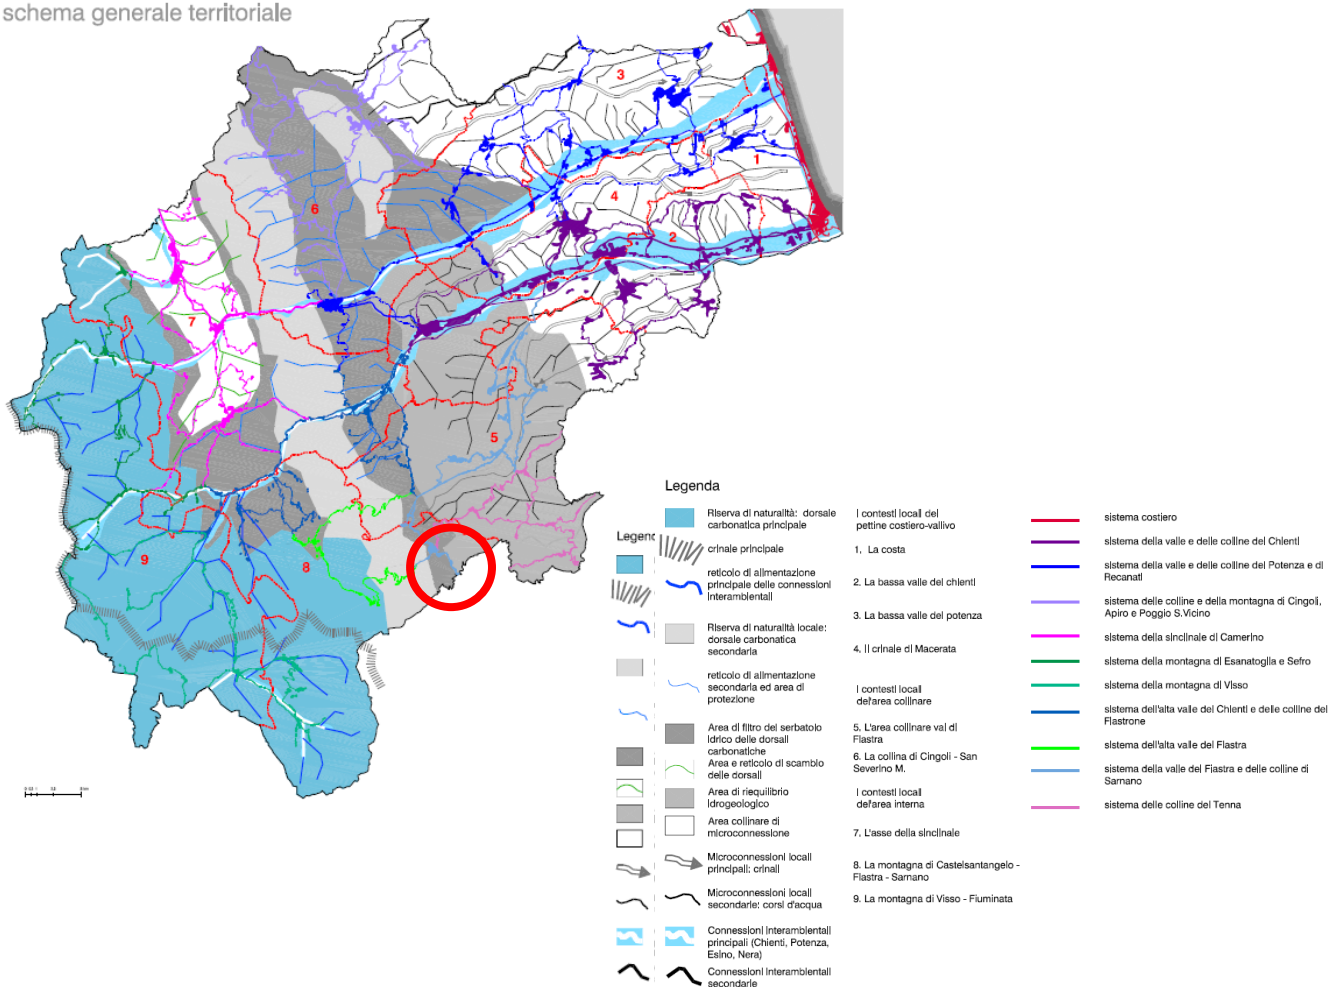 schema generale territoriale
3
1
4
6
2
7
5
9
8
Legenda
Riserva di naturalità: dorsale
carbonatica principale
crinale principale
reticolo di alimentazione
principale delle connessioni
interambientali
Riserva di naturalità locale:
dorsale carbonatica
secondaria
reticolo di alimentazione
secondaria ed area di
protezione
Area di filtro del serbatoio
idrico delle dorsali
carbonatiche
Area e reticolo di scambio
delle dorsali
Area di riequilibrio
idrogeologico
Area collinare di
microconnessione
Microconnessioni locali
principali: crinali
Microconnessioni locali
secondarie: corsi d'acqua
Connessioni interambientali
principali (Chienti, Potenza,
Esino, Nera)
Connessioni interambientali
secondarie
Legend
I contesti locali del
pettine costiero-vallivo
1. La costa
2. La bassa valle del chienti
3. La bassa valle del potenza
4. Il crinale di Macerata
I contesti locali
del'area collinare
5. L'area collinare val di
Fiastra
6. La collina di Cingoli - San
Severino M.
I contesti locali
del'area interna
7. L'asse della sinclinale
8. La montagna di Castelsantangelo -
Fiastra - Sarnano
9. La montagna di Visso - Fiuminata
sistema costiero
sistema della valle e delle colline del Chienti
sistema della valle e delle colline del Potenza e di
Recanati
sistema delle colline e della montagna di Cingoli,
Apiro e Poggio S.Vicino
sistema della sinclinale di Camerino
sistema della montagna di Esanatoglia e Sefro
sistema della montagna di Visso
sistema dell'alta valle del Chienti e delle colline del
Fiastrone
sistema dell'alta valle del Fiastra
sistema della valle del Fiastra e delle colline di
Sarnano
sistema delle colline del Tenna